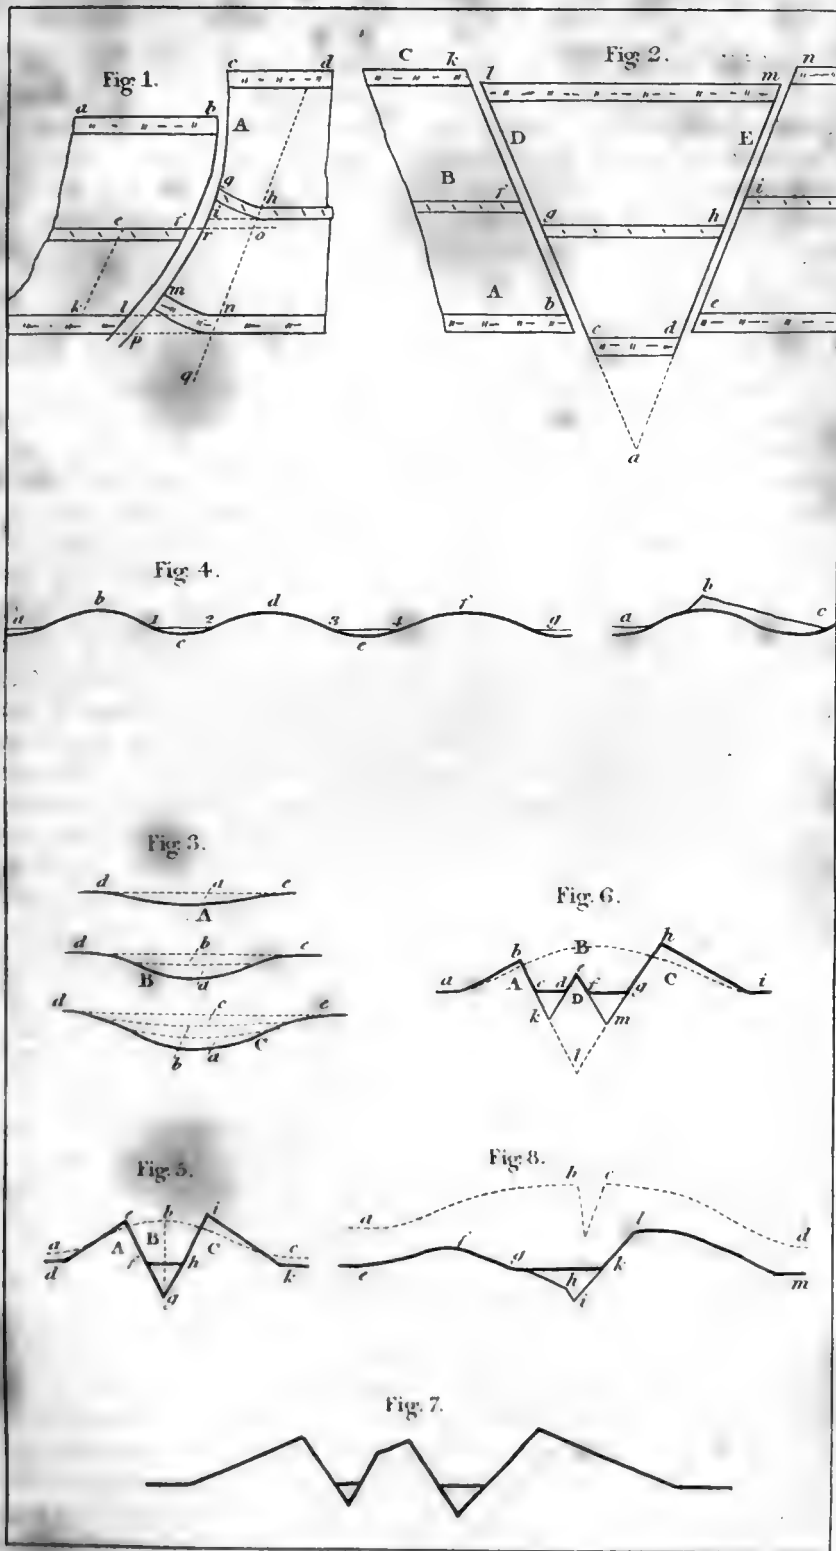 Fig: 1.
a b c d
A
e f g h
i r o
k l m n
p
q
Fig: 2.
C k l m n
D E
B f g h i
A b c d e
a
Fig: 4.
a b 1 2 c d 3 4 e f g
a b c
Fig: 3.
d a e
A
d b e
B a
d c e
b a C
Fig: 6.
a b B h
A c d e f g C i
D
k m
l
Fig: 5.
a e b i c
d A B C k
f h
g
Fig: 8.
a b c d
e f g h k l m
i
Fig: 7.